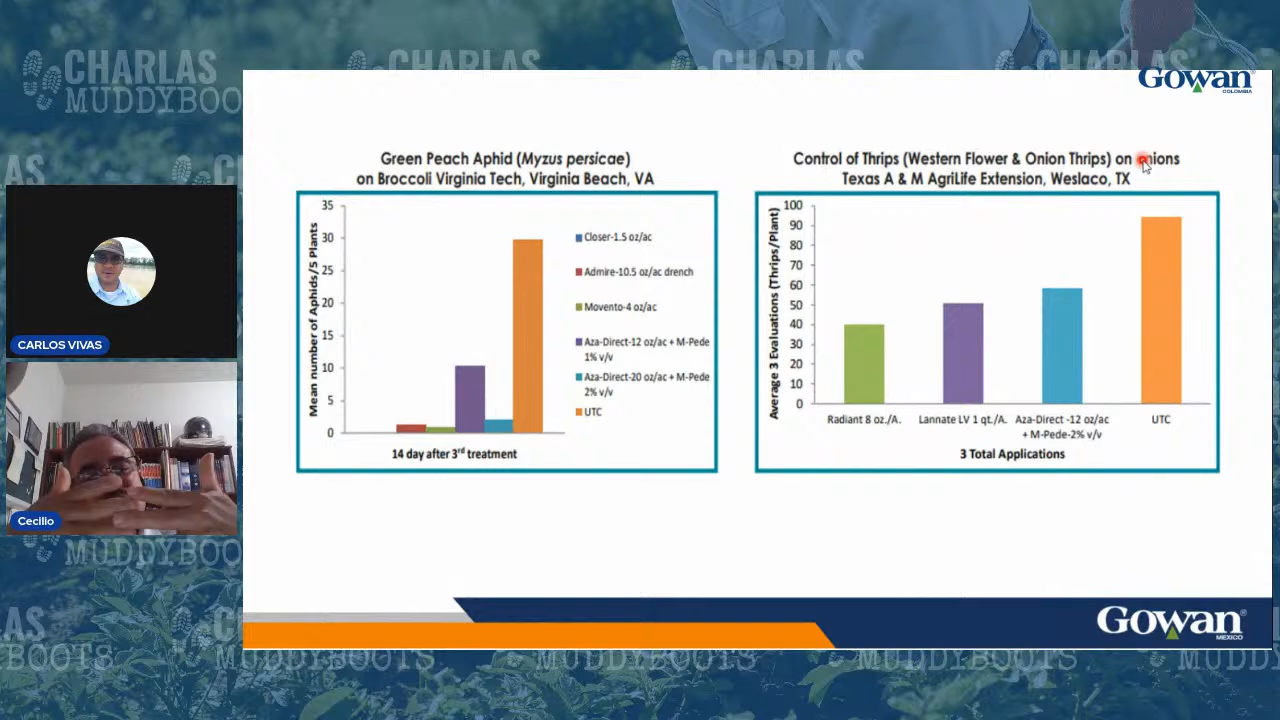 CHARLAS
MUDDYBOOTS
Gowan
COLOMBIA
Green Peach Aphid (Myzus persicae)
on Broccoli Virginia Tech, Virginia Beach, VA
Mean number of Aphids/5 Plants
35
30
25
20
15
10
5
0
Closer-1.5 oz/ac
Admire-10.5 oz/ac drench
Movento-4 oz/ac
Aza-Direct-12 oz/ac + M-Pede
1% v/v
Aza-Direct-20 oz/ac + M-Pede
2% v/v
UTC
14 day after 3rd treatment
Control of Thrips (Western Flower & Onion Thrips) on onions
Texas A & M AgriLife Extension, Weslaco, TX
Average 3 Evaluations (Thrips/Plant)
100
90
80
70
60
50
40
30
20
10
0
Radiant 8 oz./A.
Lannate LV 1 qt./A.
Aza-Direct -12 oz/ac
+ M-Pede-2% v/v
UTC
3 Total Applications
CARLOS VIVAS
Cecilio
MUDDYBOOTS
Gowan
MEXICO